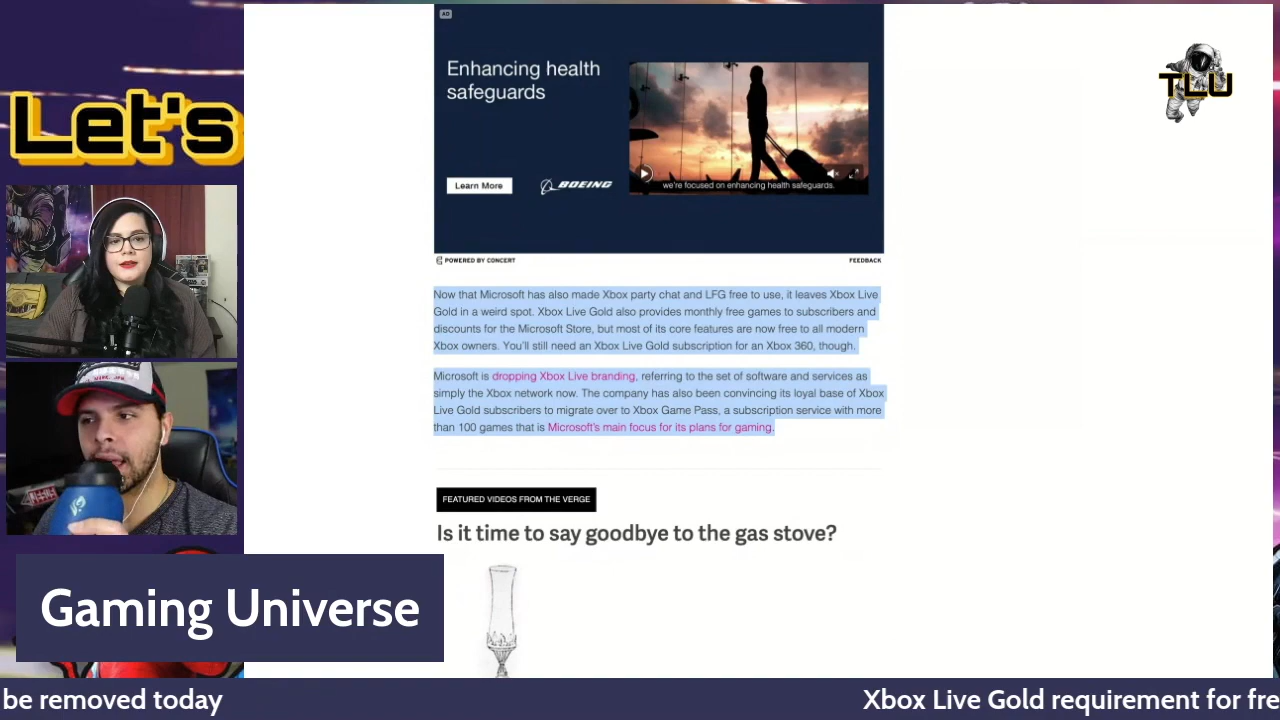 Let's
AD
Enhancing health
safeguards
Learn More
BOEING
we're focused on enhancing health safeguards.
POWERED BY CONCERT
FEEDBACK
TLU
Now that Microsoft has also made Xbox party chat and LFG free to use, it leaves Xbox Live
Gold in a weird spot. Xbox Live Gold also provides monthly free games to subscribers and
discounts for the Microsoft Store, but most of its core features are now free to all modern
Xbox owners. You'll still need an Xbox Live Gold subscription for an Xbox 360, though.
Microsoft is dropping Xbox Live branding, referring to the set of software and services as
simply the Xbox network now. The company has also been convincing its loyal base of Xbox
Live Gold subscribers to migrate over to Xbox Game Pass, a subscription service with more
than 100 games that is Microsoft's main focus for its plans for gaming.
FEATURED VIDEOS FROM THE VERGE
Is it time to say goodbye to the gas stove?
Gaming Universe
be removed today
Xbox Live Gold requirement for fre